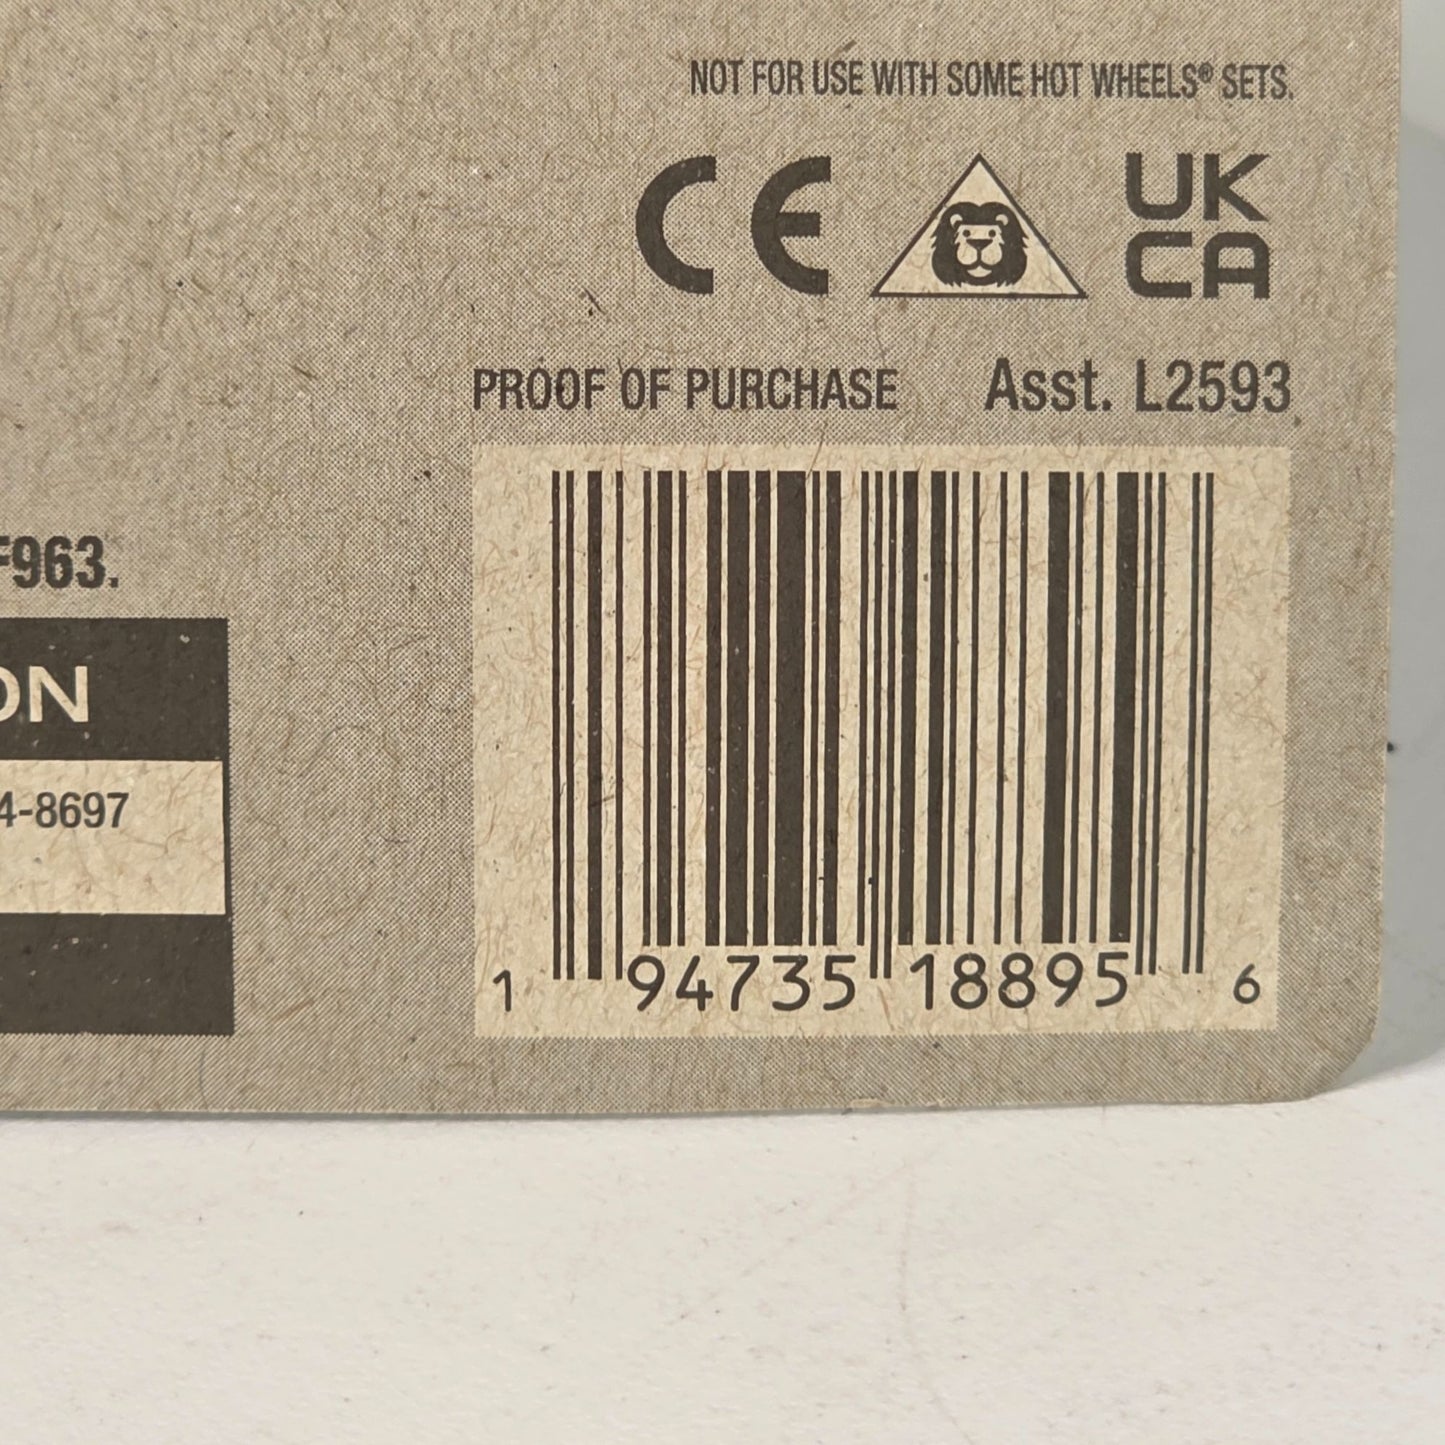 NOT FOR USE WITH SOME HOT WHEELS® SETS.
CE
UK
CA
PROOF OF PURCHASE Asst. L2593
F963.
ON
4-8697
1 94735 18895 6